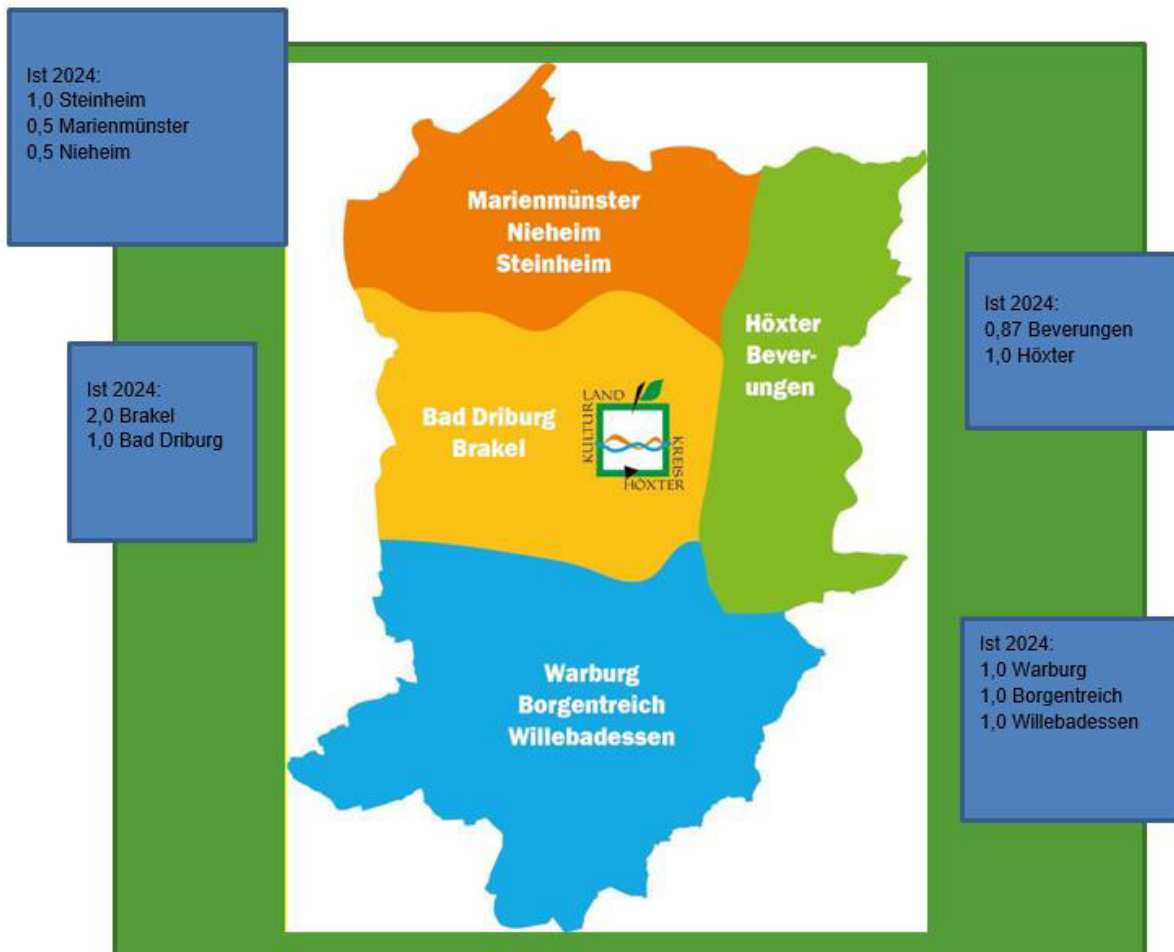 Ist 2024:
1,0 Steinheim
0,5 Marienmünster
0,5 Nieheim
Marienmünster
Nieheim
Steinheim
Ist 2024:
0,87 Beverungen
1,0 Höxter
Höxter
Bever-
ungen
Ist 2024:
2,0 Brakel
1,0 Bad Driburg
Bad Driburg
Brakel
KULTUR
LAND
KREIS
HÖXTER
Warburg
Borgentreich
Willebadessen
Ist 2024:
1,0 Warburg
1,0 Borgentreich
1,0 Willebadessen